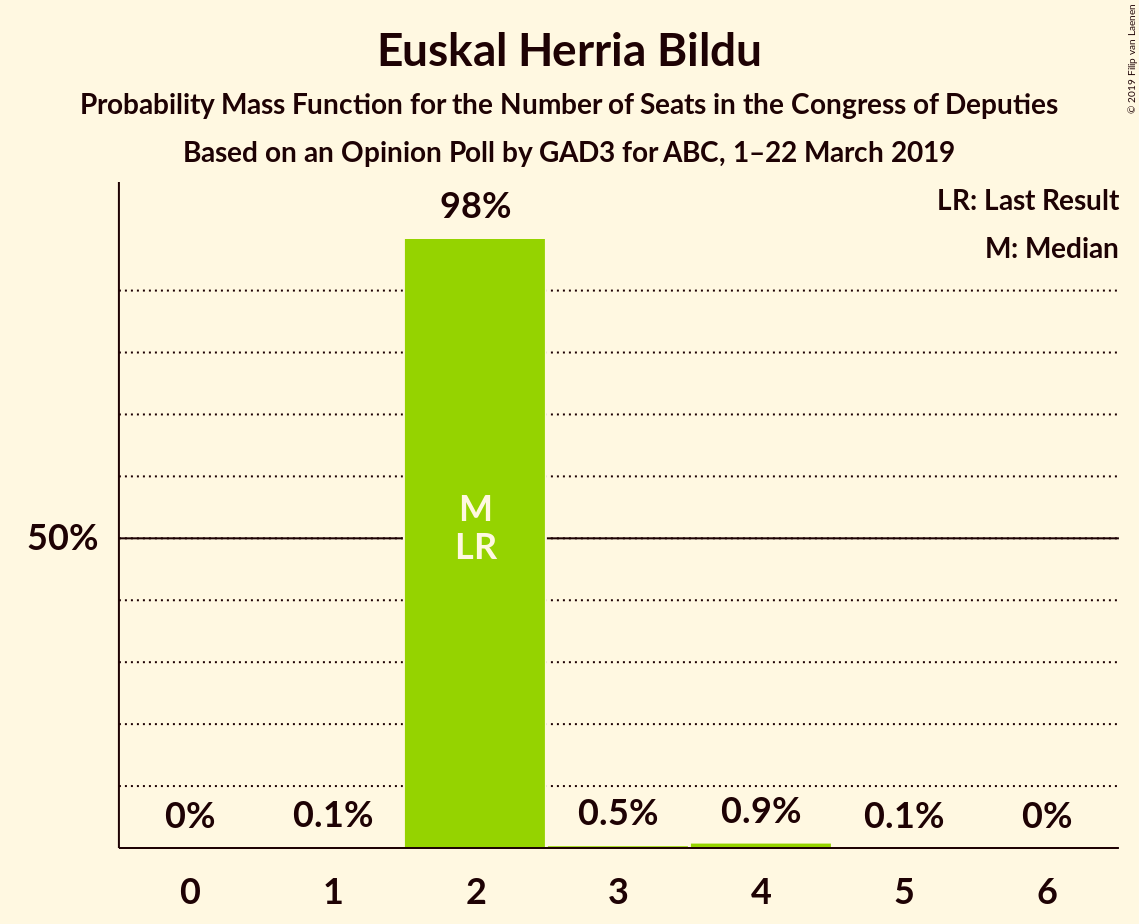 Euskal Herria Bildu
Probability Mass Function for the Number of Seats in the Congress of Deputies
Based on an Opinion Poll by GAD3 for ABC, 1–22 March 2019
© 2019 Filip van Laenen
LR: Last Result
M: Median
98%
50%
M
LR
0% 0.1% 0.5% 0.9% 0.1% 0%
0 1 2 3 4 5 6